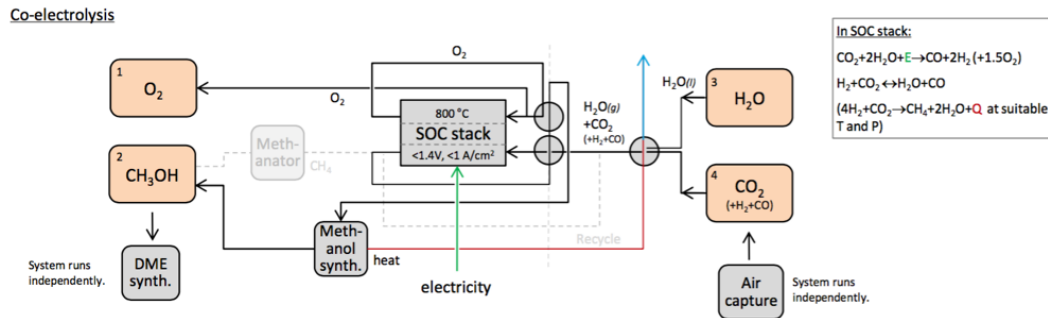 Co-electrolysis
1
O₂
2
CH₃OH
System runs
independently.
DME
synth.
Meth-
anator
CH₄
O₂
O₂
800 °C
SOC stack
<1.4V, <1 A/cm²
Meth-
anol
synth.
heat
electricity
H₂O(g)
+CO₂
(+H₂+CO)
Recycle
H₂O(l)
3
H₂O
4
CO₂
(+H₂+CO)
Air
capture
System runs
independently.
In SOC stack:
CO₂+2H₂O+E→CO+2H₂ (+1.5O₂)
H₂+CO₂↔H₂O+CO
(4H₂+CO₂→CH₄+2H₂O+Q at suitable
T and P)